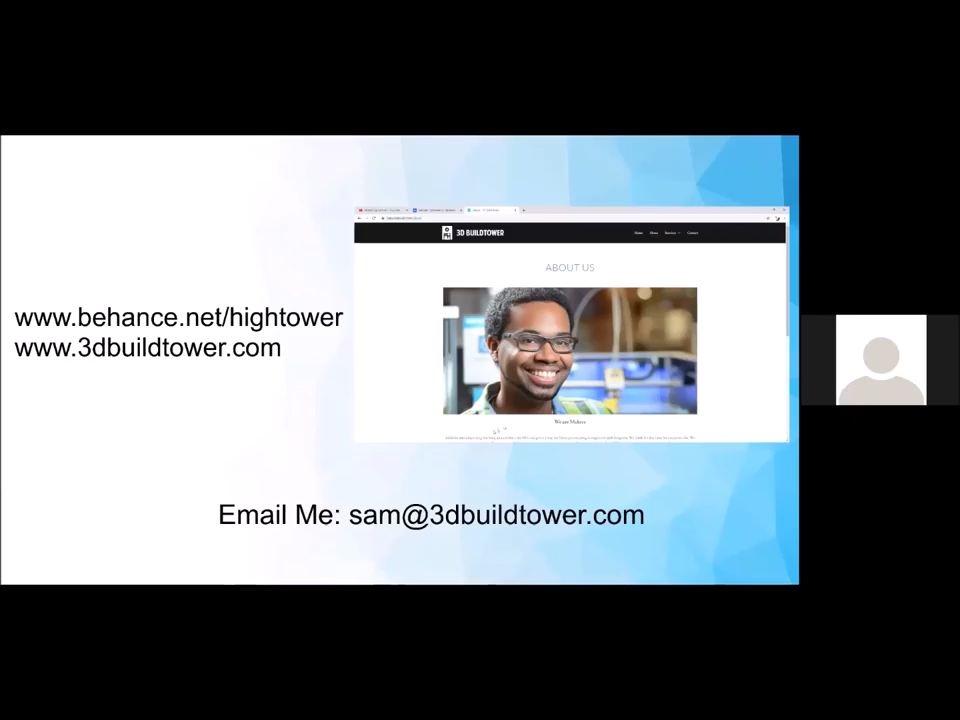 3D BUILDTOWER
Home About Services Contact
ABOUT US
www.behance.net/hightower
www.3dbuildtower.com
We are Makers
Email Me: sam@3dbuildtower.com